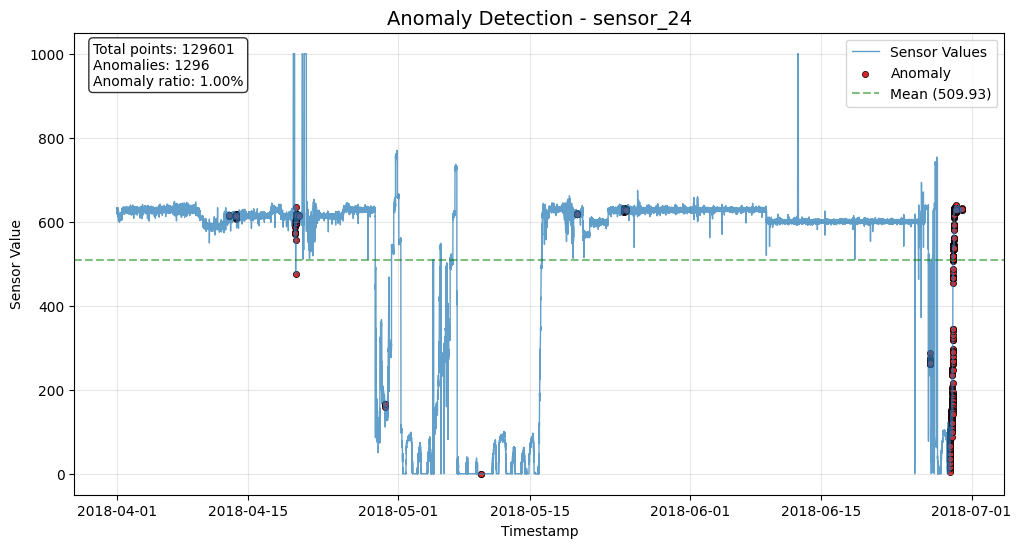 Anomaly Detection - sensor_24
Total points: 129601
Anomalies: 1296
Anomaly ratio: 1.00%
Sensor Values
Anomaly
Mean (509.93)
Sensor Value
1000
800
600
400
200
0
2018-04-01
2018-04-15
2018-05-01
2018-05-15
2018-06-01
2018-06-15
2018-07-01
Timestamp